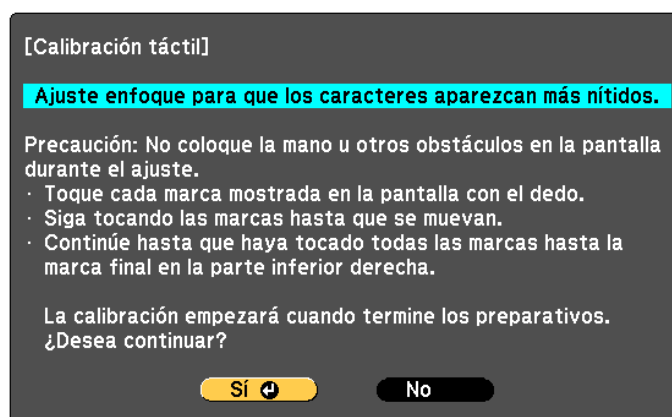 [Calibración táctil]
Ajuste enfoque para que los caracteres aparezcan más nítidos.
Precaución: No coloque la mano u otros obstáculos en la pantalla
durante el ajuste.
· Toque cada marca mostrada en la pantalla con el dedo.
· Siga tocando las marcas hasta que se muevan.
· Continúe hasta que haya tocado todas las marcas hasta la
marca final en la parte inferior derecha.
La calibración empezará cuando termine los preparativos.
¿Desea continuar?
Sí No